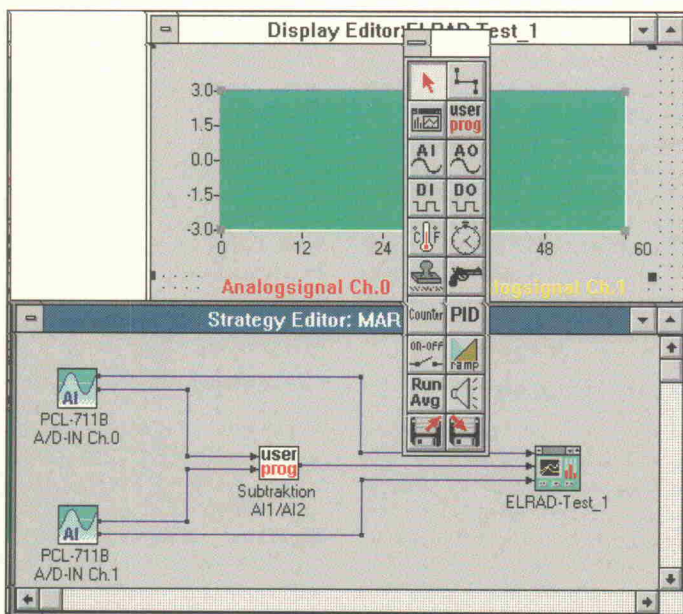 Display Editor:ELRAD-Test_1
3.0
1.5
0.0
-1.5
-3.0
0 12 24 48 60
Analogsignal Ch.0
logsignal Ch.1
user prog
AI AO
DI DO
°C °F
Counter PID
ON-OFF ramp
Run Avg
Strategy Editor: MAR
AI
PCL-711B
A/D-IN Ch.0
user
prog
Subtraktion
AI1/AI2
ELRAD-Test_1
AI
PCL-711B
A/D-IN Ch.1